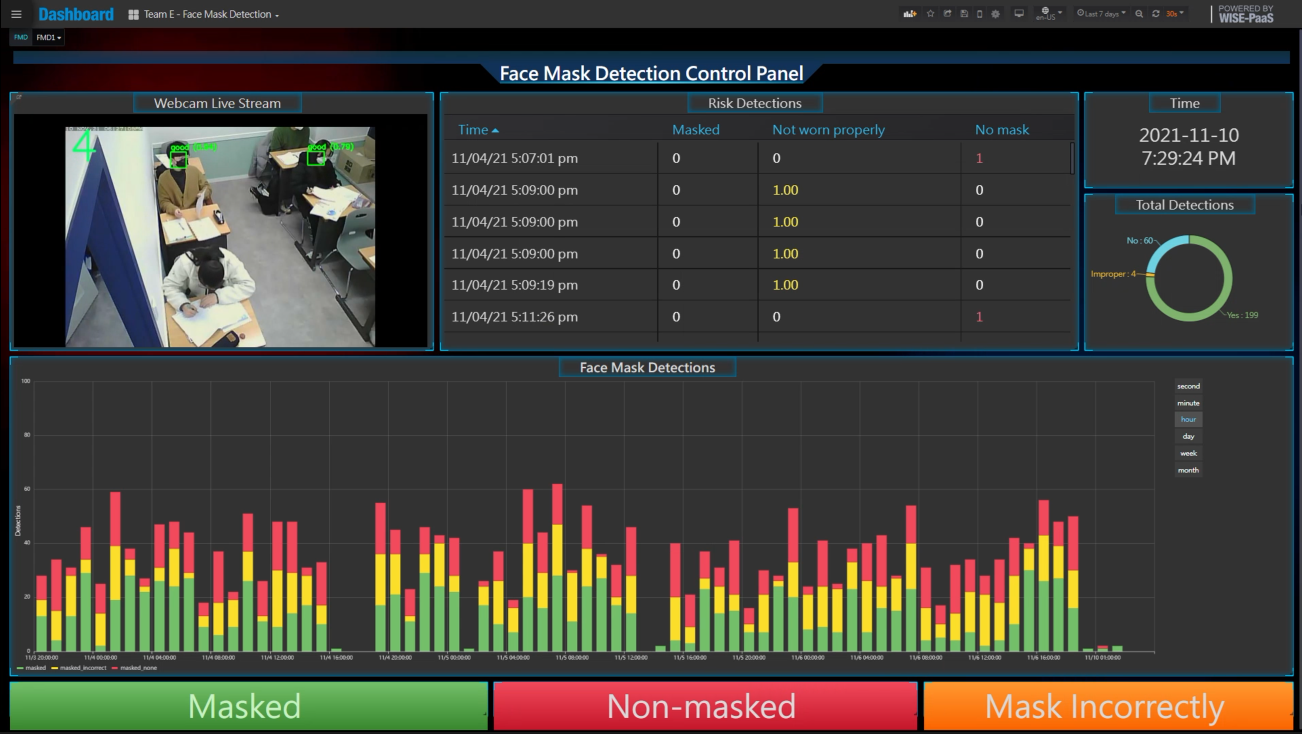 Dashboard Team E - Face Mask Detection
en-US Last 7 days 30s
POWERED BY
WISE-PaaS
FMD FMD1
Face Mask Detection Control Panel
Webcam Live Stream
4
good
good (0.79)
Risk Detections
Time Masked Not worn properly No mask
11/04/21 5:07:01 pm 0 0 1
11/04/21 5:09:00 pm 0 1.00 0
11/04/21 5:09:00 pm 0 1.00 0
11/04/21 5:09:00 pm 0 1.00 0
11/04/21 5:09:19 pm 0 1.00 0
11/04/21 5:11:26 pm 0 0 1
Time
2021-11-10
7:29:24 PM
Total Detections
No : 60
Improper : 4
Yes : 199
Face Mask Detections
100
80
60
40
20
0
Detections
11/3 20:00:00 11/4 00:00:00 11/4 04:00:00 11/4 08:00:00 11/4 12:00:00 11/4 16:00:00 11/4 20:00:00 11/5 00:00:00 11/5 04:00:00 11/5 08:00:00 11/5 12:00:00 11/5 16:00:00 11/5 20:00:00 11/6 00:00:00 11/6 04:00:00 11/6 08:00:00 11/6 12:00:00 11/6 16:00:00 11/10 01:00:00
masked masked_incorrect masked_none
second
minute
hour
day
week
month
Masked Non-masked Mask Incorrectly